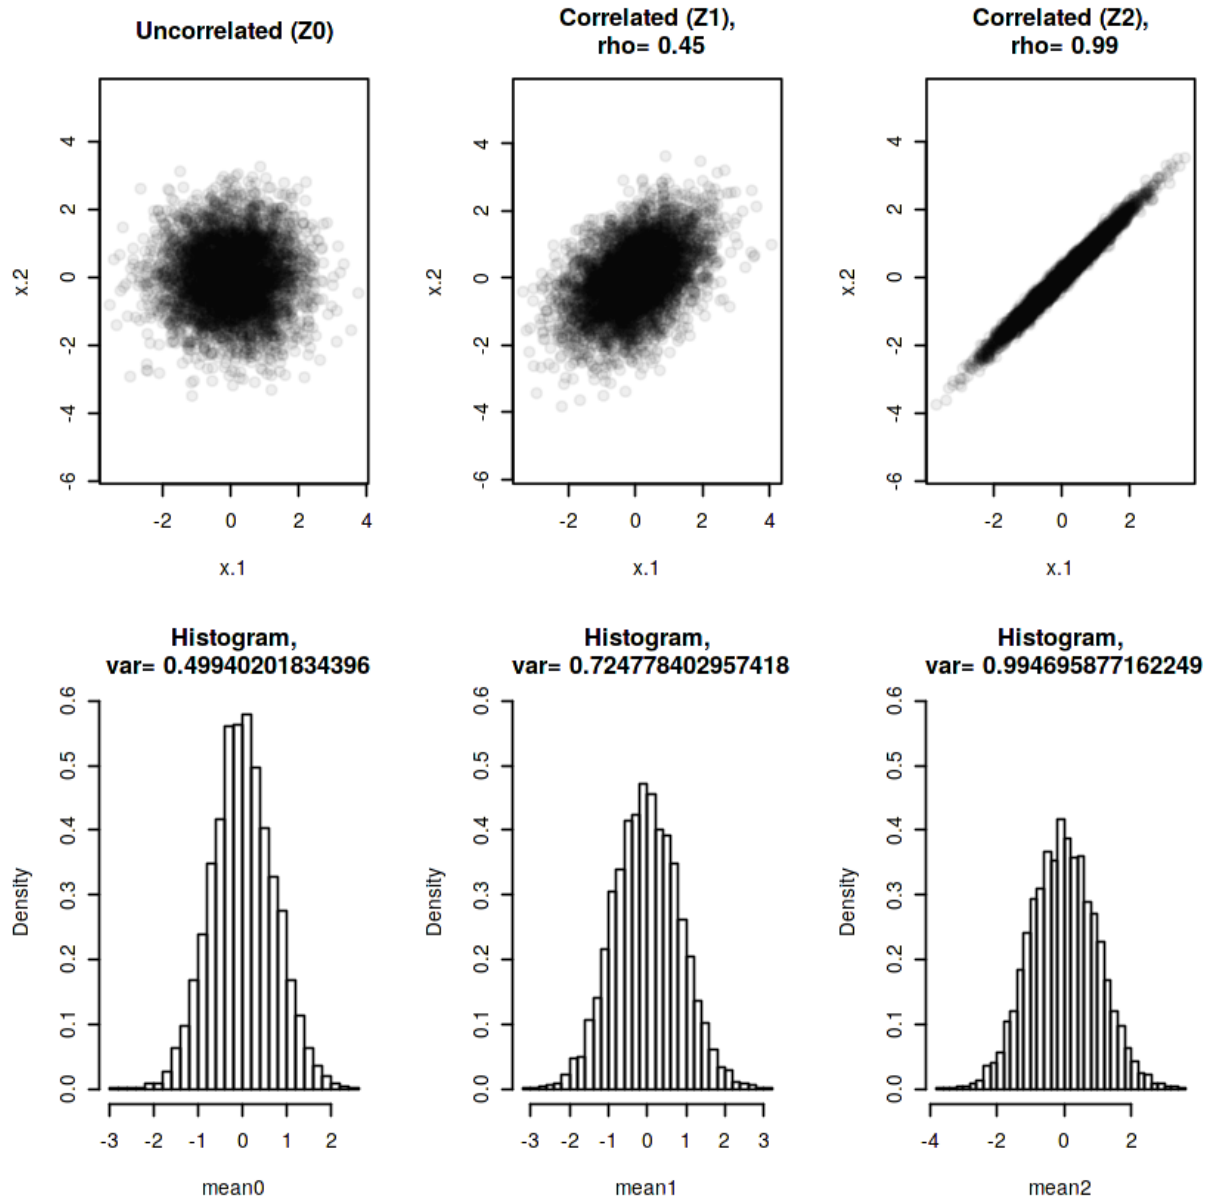 Uncorrelated (Z0)
4
2
0
-2
-4
-6
x.2
-2 0 2 4
x.1
Correlated (Z1),
rho= 0.45
4
2
0
-2
-4
-6
x.2
-2 0 2 4
x.1
Correlated (Z2),
rho= 0.99
4
2
0
-2
-4
-6
x.2
-2 0 2
x.1
Histogram,
var= 0.49940201834396
0.6
0.5
0.4
0.3
0.2
0.1
0.0
Density
-3 -2 -1 0 1 2
mean0
Histogram,
var= 0.724778402957418
0.6
0.5
0.4
0.3
0.2
0.1
0.0
Density
-3 -2 -1 0 1 2 3
mean1
Histogram,
var= 0.994695877162249
0.6
0.5
0.4
0.3
0.2
0.1
0.0
Density
-4 -2 0 2
mean2